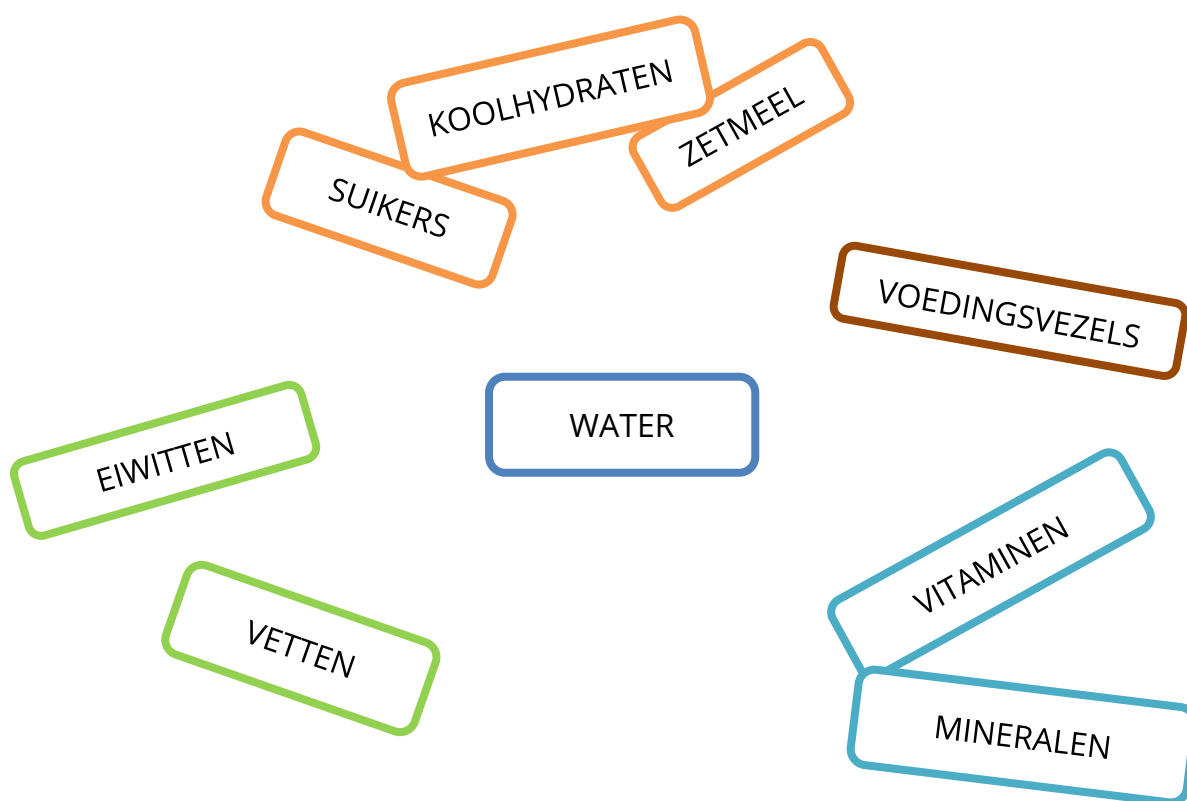 KOOLHYDRATEN
ZETMEEL
SUIKERS
VOEDINGSVEZELS
WATER
EIWITTEN
VITAMINEN
VETTEN
MINERALEN